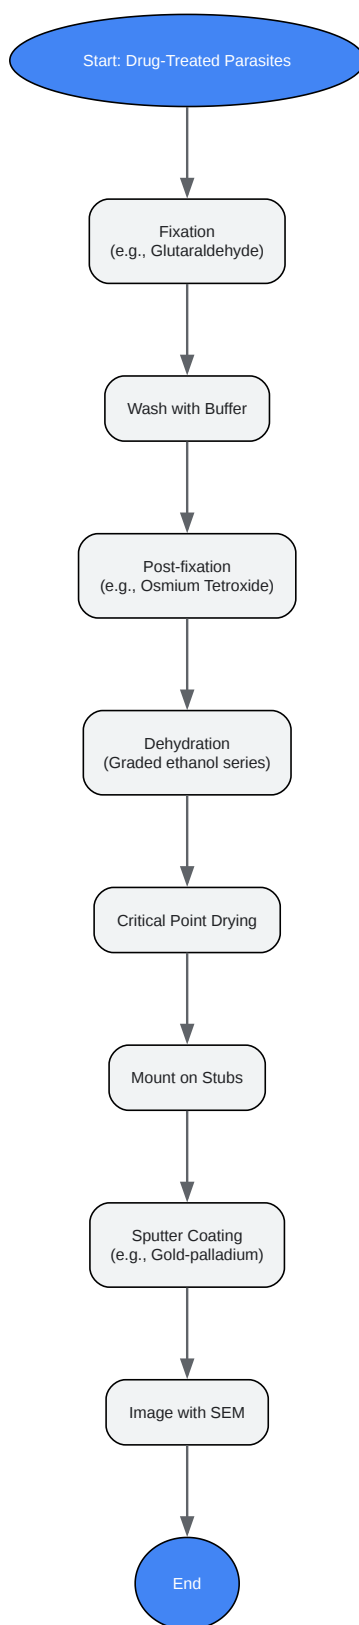 Start: Drug-Treated Parasites
Fixation
(e.g., Glutaraldehyde)
Wash with Buffer
Post-fixation
(e.g., Osmium Tetroxide)
Dehydration
(Graded ethanol series)
Critical Point Drying
Mount on Stubs
Sputter Coating
(e.g., Gold-palladium)
Image with SEM
End